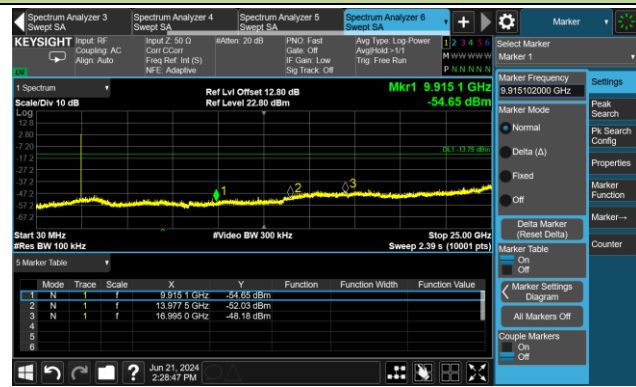 Spectrum Analyzer 3
Swept SA
Spectrum Analyzer 4
Swept SA
Spectrum Analyzer 5
Swept SA
Spectrum Analyzer 6
Swept SA
Marker
KEYSIGHT
Input: RF
Coupling: AC
Align: Auto
Input Z: 50 Ω
Corr CCorr
Freq Ref: Int (S)
NFE: Adaptive
#Atten: 20 dB
PNO: Fast
Gate: Off
IF Gain: Low
Sig Track: Off
Avg Type: Log-Power
Avg|Hold:>1/1
Trig: Free Run
1 2 3 4 5 6
M W W W W W
P N N N N N
LXI
1 Spectrum
Scale/Div 10 dB
Log
Ref Lvl Offset 12.80 dB
Ref Level 22.80 dBm
Mkr1 9.915 1 GHz
-54.65 dBm
12.8
2.80
-7.20
-17.2
-27.2
-37.2
-47.2
-57.2
-67.2
DL1 -13.79 dBm
1
2
3
Start 30 MHz
#Res BW 100 kHz
#Video BW 300 kHz
Stop 25.00 GHz
Sweep 2.39 s (10001 pts)
5 Marker Table
Mode Trace Scale X Y Function Function Width Function Value
1 N 1 f 9.915 1 GHz -54.65 dBm
2 N 1 f 13.977 5 GHz -52.03 dBm
3 N 1 f 16.995 0 GHz -48.18 dBm
4
5
6
Jun 21, 2024
2:28:47 PM
Select Marker
Marker 1
Marker Frequency
9.915102000 GHz
Marker Mode
Normal
Delta (Δ)
Fixed
Off
Delta Marker
(Reset Delta)
Marker Table
On
Off
Marker Settings
Diagram
All Markers Off
Couple Markers
On
Off
Settings
Peak
Search
Pk Search
Config
Properties
Marker
Function
Marker→
Counter